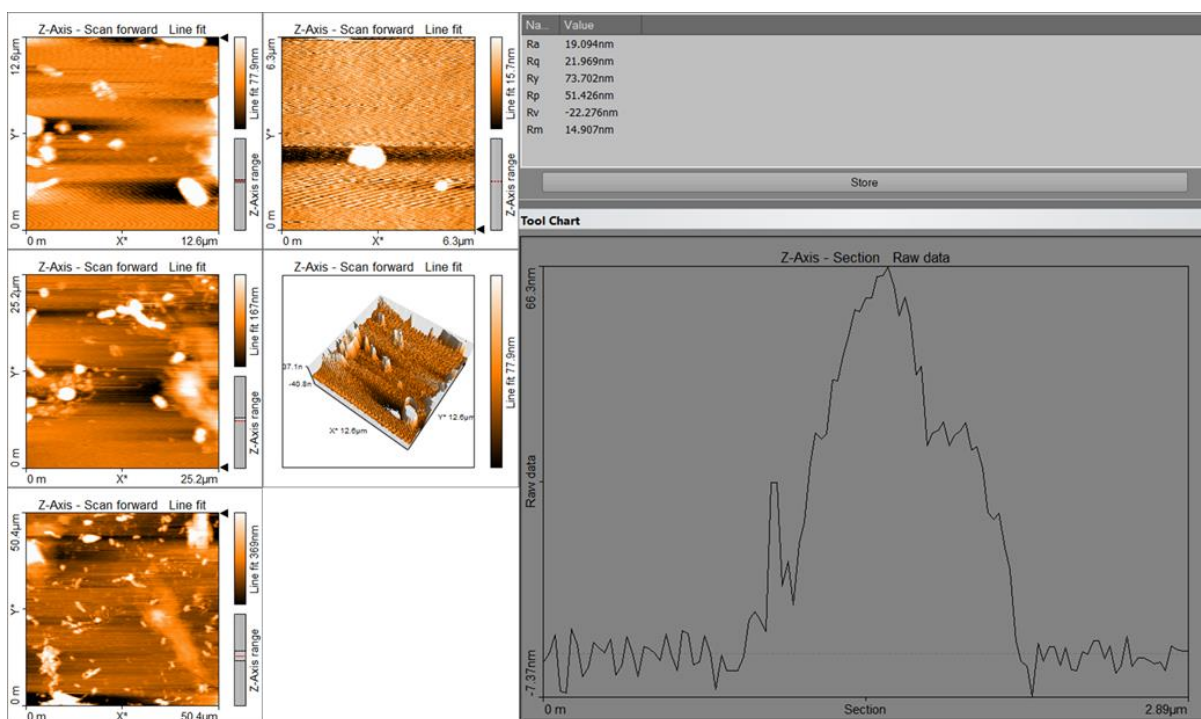 Z-Axis - Scan forward Line fit
12.6µm
Y*
0 m
0 m X* 12.6µm
Line fit 77.9nm
Z-Axis range
Z-Axis - Scan forward Line fit
6.3µm
Y*
0 m
0 m X* 6.3µm
Line fit 15.7nm
Z-Axis range
Z-Axis - Scan forward Line fit
25.2µm
Y*
0 m
0 m X* 25.2µm
Line fit 167nm
Z-Axis range
Z-Axis - Scan forward Line fit
-40.8n
X* 12.6µm
Y* 12.6µm
Line fit 77.9nm
Z-Axis - Scan forward Line fit
50.4µm
Y*
0 m
0 m X* 50.4µm
Line fit 369nm
Z-Axis range
Na... Value
Ra 19.094nm
Rq 21.969nm
Ry 73.702nm
Rp 51.426nm
Rv -22.276nm
Rm 14.907nm
Store
Tool Chart
Z-Axis - Section Raw data
66.3nm
Raw data
-7.37nm
0 m Section 2.89µm